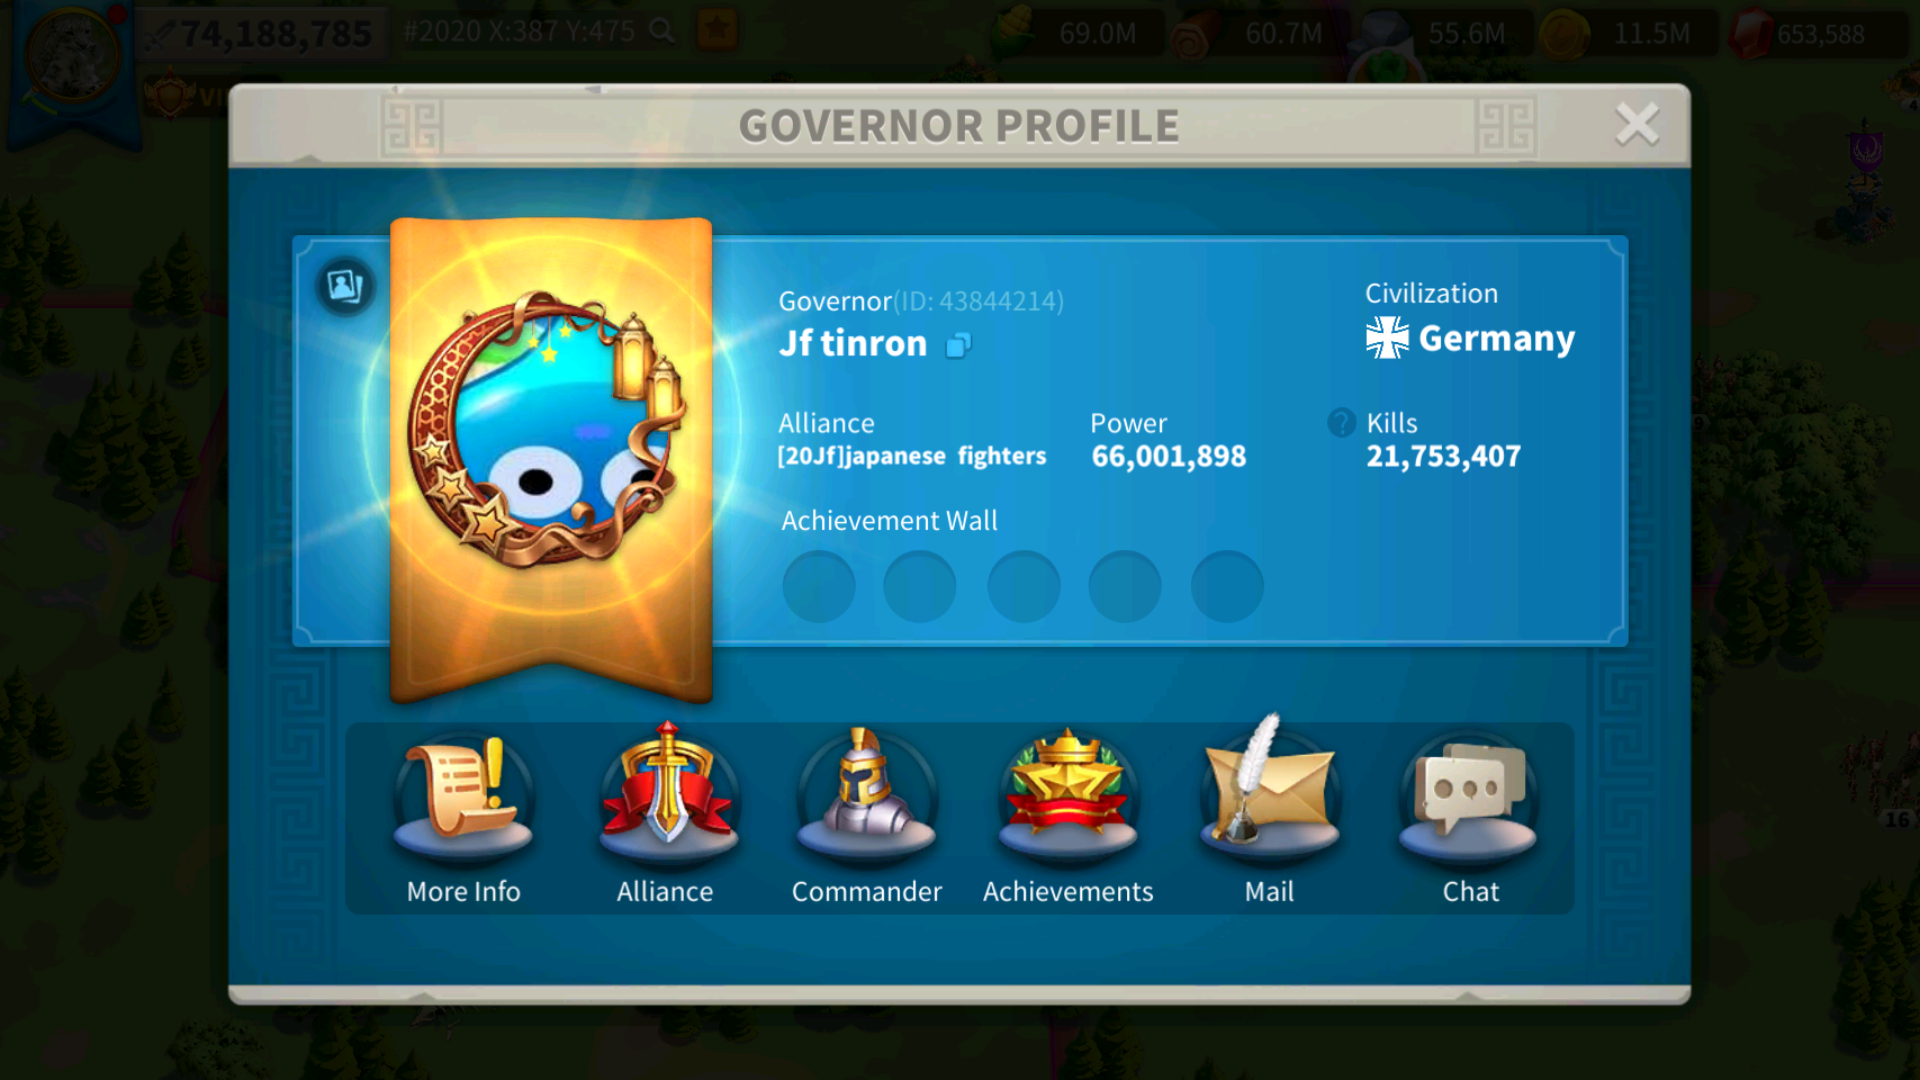 74,188,785 #2020 X:387 Y:475 69.0M 60.7M 55.6M 11.5M 653,588
GOVERNOR PROFILE
Governor(ID: 43844214)
Jf tinron
Civilization
Germany
Alliance
[20Jf]japanese fighters
Power
66,001,898
? Kills
21,753,407
Achievement Wall
More Info Alliance Commander Achievements Mail Chat
16